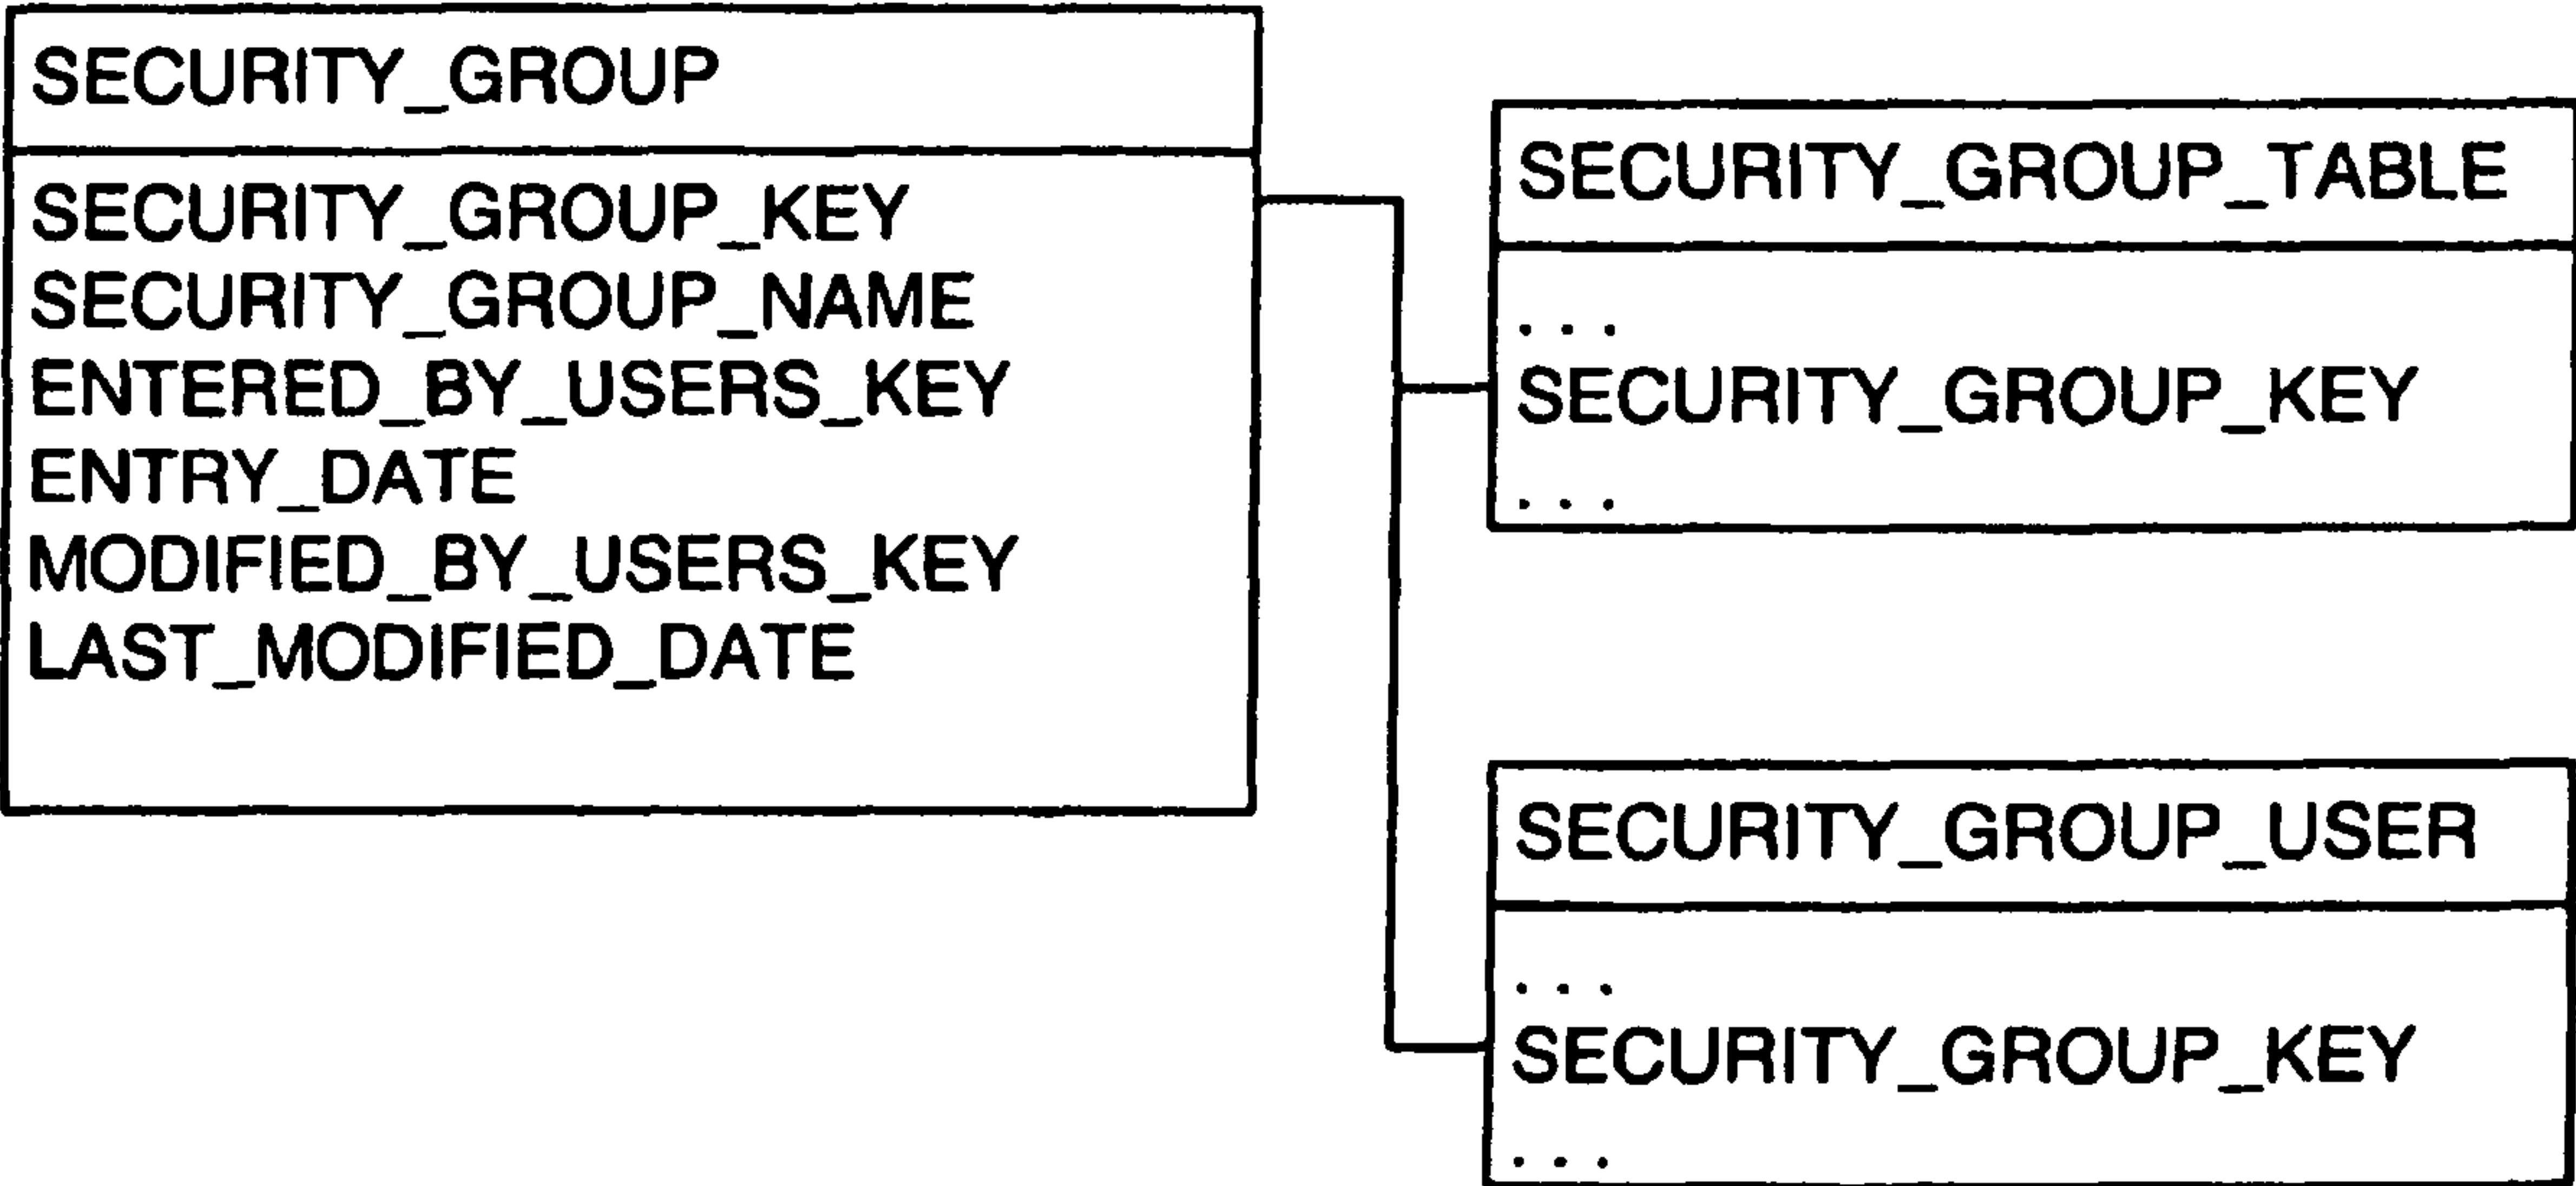 SECURITY_GROUP
SECURITY_GROUP_KEY
SECURITY_GROUP_NAME
ENTERED_BY_USERS_KEY
ENTRY_DATE
MODIFIED_BY_USERS_KEY
LAST_MODIFIED_DATE
SECURITY_GROUP_TABLE
. . .
SECURITY_GROUP_KEY
. . .
SECURITY_GROUP_USER
. . .
SECURITY_GROUP_KEY
. . .